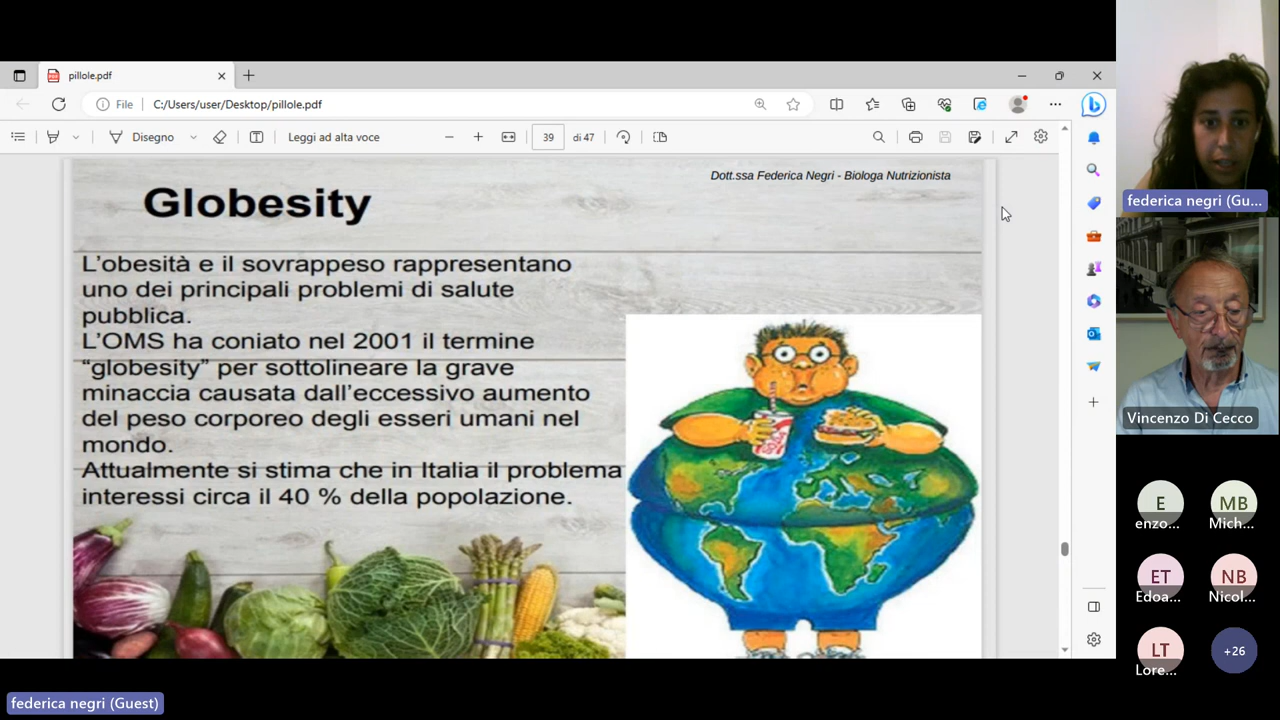 pillole.pdf
File
C:/Users/user/Desktop/pillole.pdf
Disegno
Leggi ad alta voce
39
di 47
Dott.ssa Federica Negri - Biologa Nutrizionista
Globesity
L'obesità e il sovrappeso rappresentano
uno dei principali problemi di salute
pubblica.
L'OMS ha coniato nel 2001 il termine
“globesity” per sottolineare la grave
minaccia causata dall'eccessivo aumento
del peso corporeo degli esseri umani nel
mondo.
Attualmente si stima che in Italia il problema
interessi circa il 40 % della popolazione.
federica negri (Gu...
Vincenzo Di Cecco
E
enzo...
MB
Mich...
ET
Edoa...
NB
Nicol...
LT
Lore...
+26
federica negri (Guest)